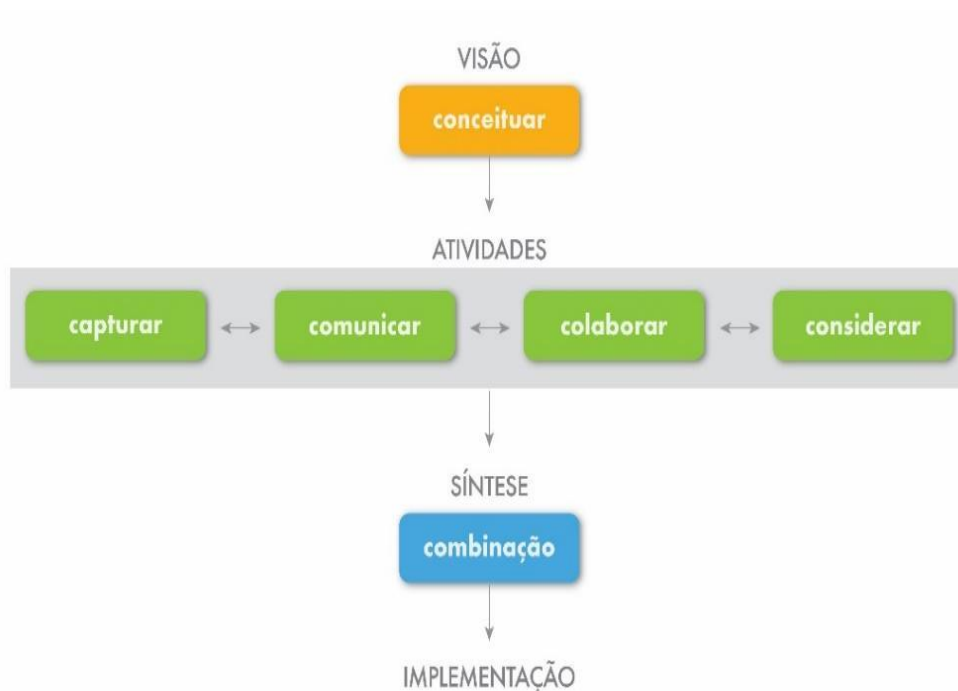 VISÃO
conceituar
ATIVIDADES
capturar comunicar colaborar considerar
SÍNTESE
combinação
IMPLEMENTAÇÃO